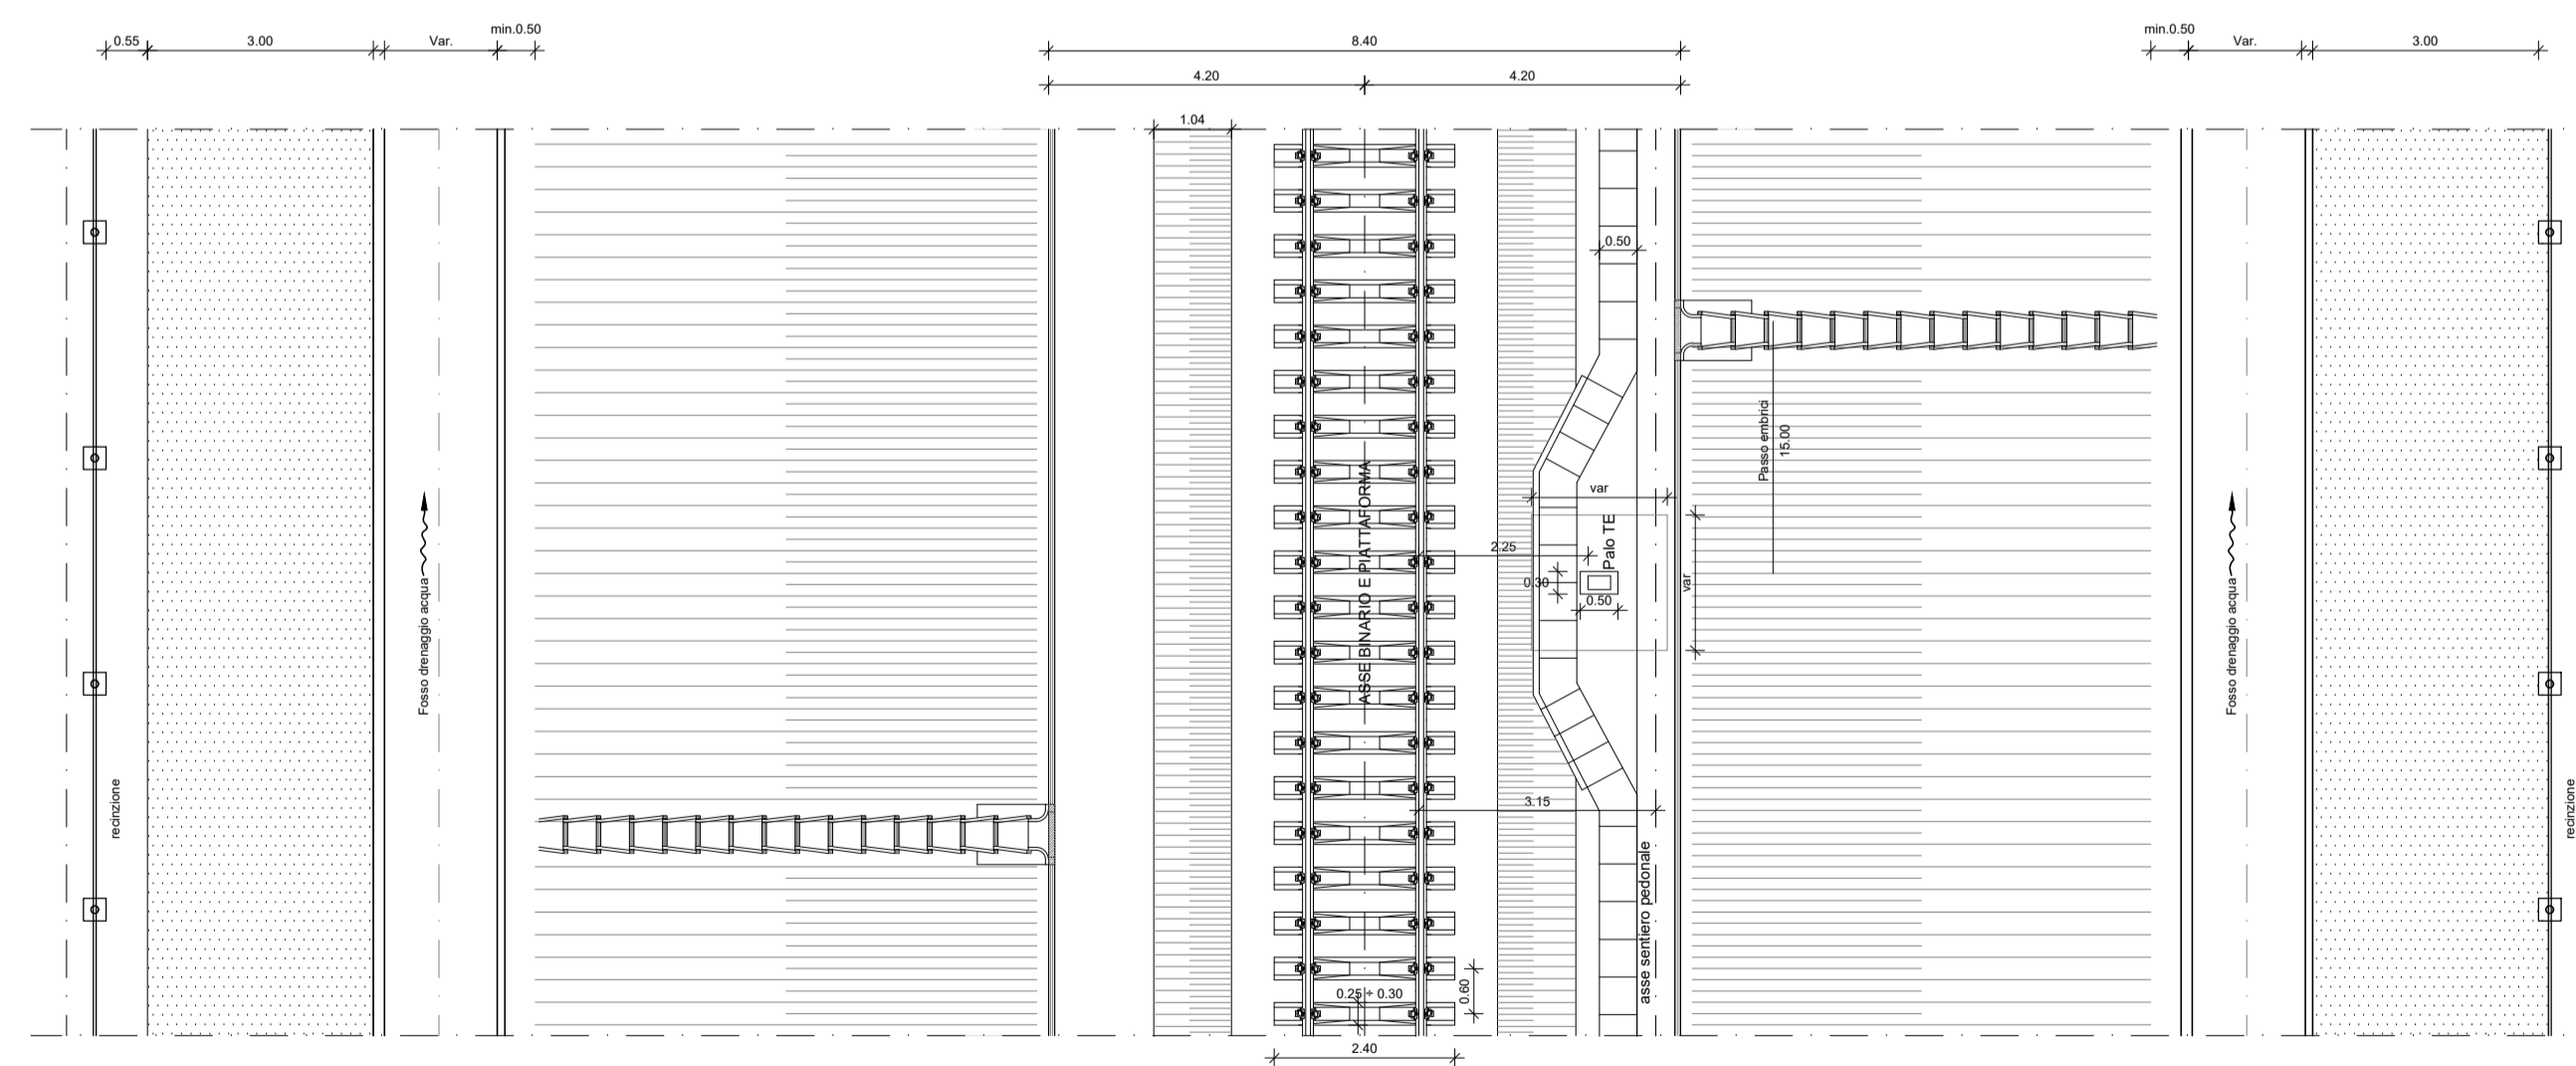 min.0.50
min.0.50
0.55
3.00
Var.
8.40
Var.
3.00
4.20
4.20
1.04
0.50
Passo embrici
15.00
var
ASSE BINARIO E PIATTAFORMA
Palo TE
2.25
0.30
var
0.50
Fosso drenaggio acqua
Fosso drenaggio acqua
recinzione
3.15
recinzione
asse sentiero pedonale
0.25 ÷ 0.30
0.60
2.40